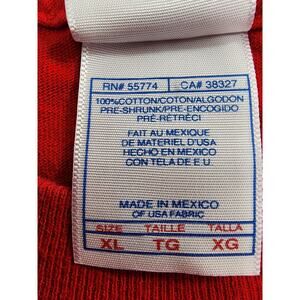 RN# 55774 CA# 38327
100%COTTON/COTON/ALGODON
PRE-SHRUNK/PRE-ENCOGIDO
PRÉ-RÉTRÉCI
FAIT AU MEXIQUE
DE MATERIEL D'USA
HECHO EN MEXICO
CON TELA DE E.U.
MADE IN MEXICO
OF USA FABRIC
SIZE TAILLE TALLA
XL TG XG